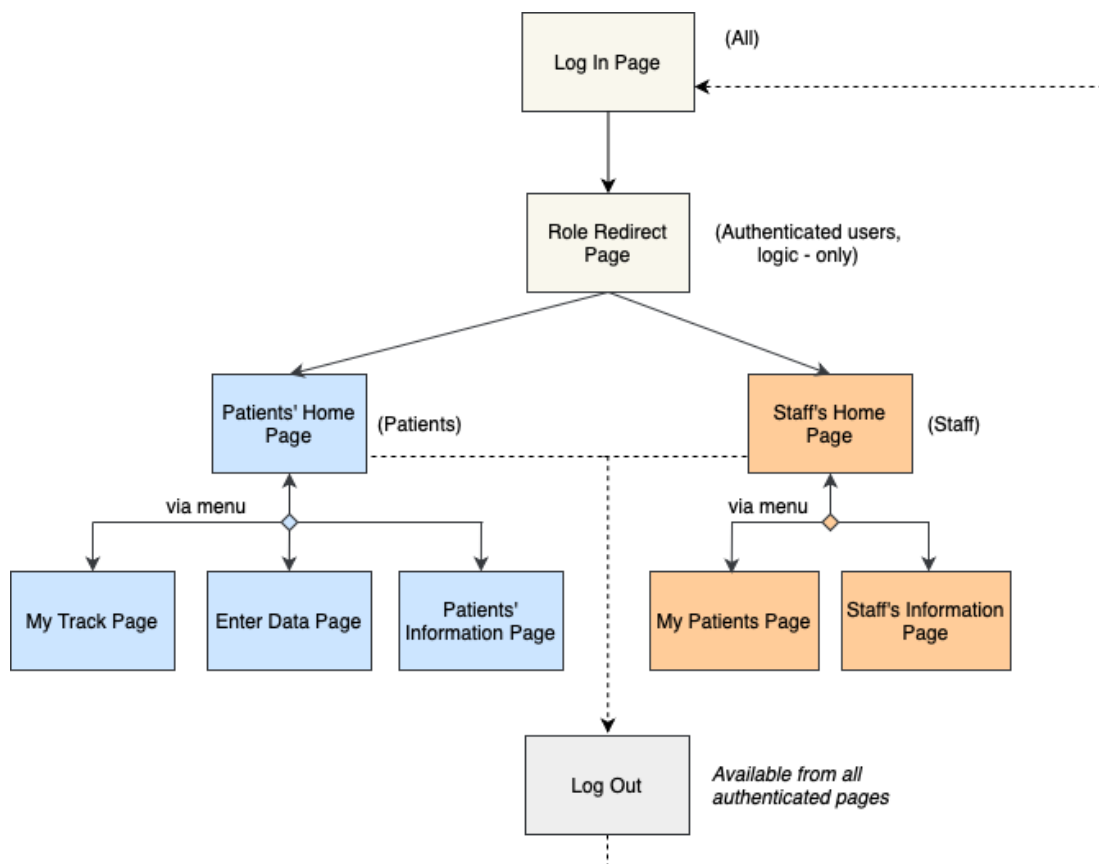 Log In Page
(All)
Role Redirect
Page
(Authenticated users,
logic - only)
Patients' Home
Page
(Patients)
Staff's Home
Page
(Staff)
via menu
via menu
My Track Page
Enter Data Page
Patients'
Information Page
My Patients Page
Staff's Information
Page
Log Out
Available from all
authenticated pages